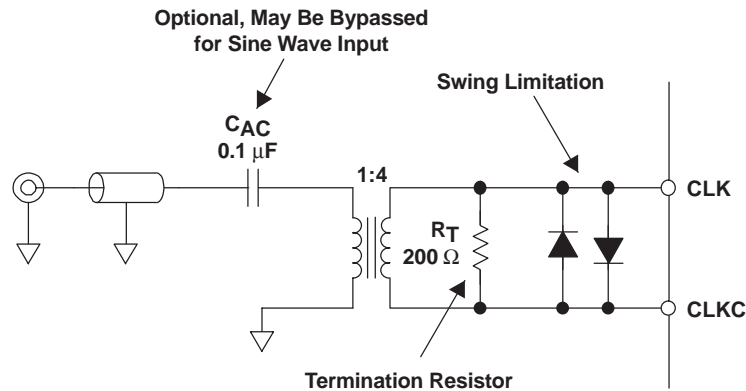 Optional, May Be Bypassed
for Sine Wave Input
Swing Limitation
CAC
0.1 μF
1:4
CLK
RT
200 Ω
CLKC
Termination Resistor